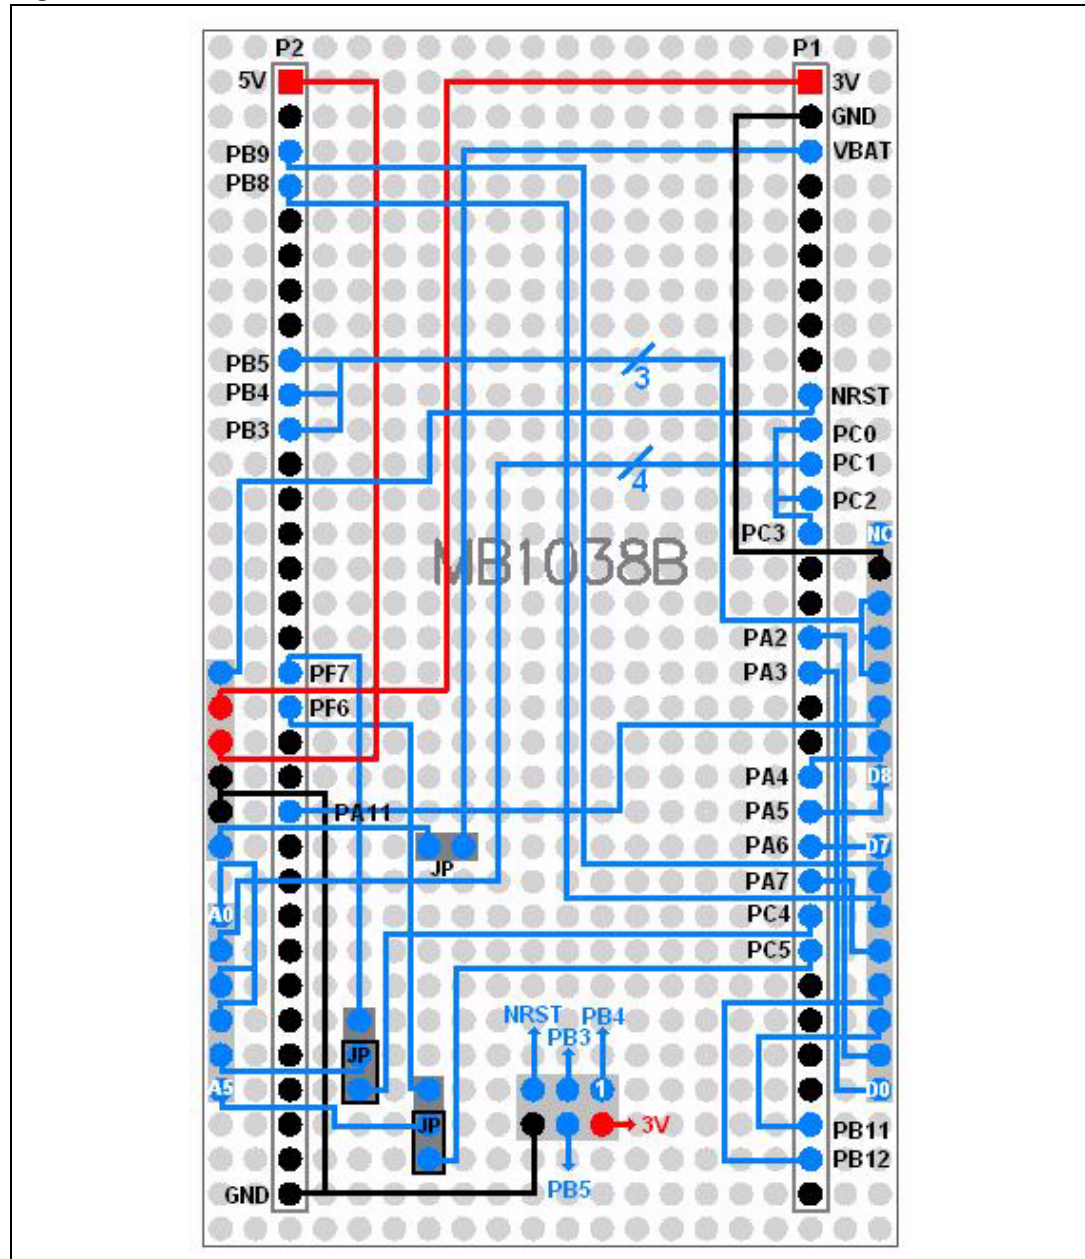 P2 P1
5V 3V
GND
PB9 VBAT
PB8
PB5 3
PB4 NRST
PB3 PC0
PC1
4
PC2
PC3 NC
MB1038B
PA2
PF7 PA3
PF6
PA4 D8
PA11 PA5
PA6 D7
JP
PA7
A0 PC4
PC5
NRST PB4
PB3
JP
A5 1 D0
JP 3V PB11
PB12
GND PB5